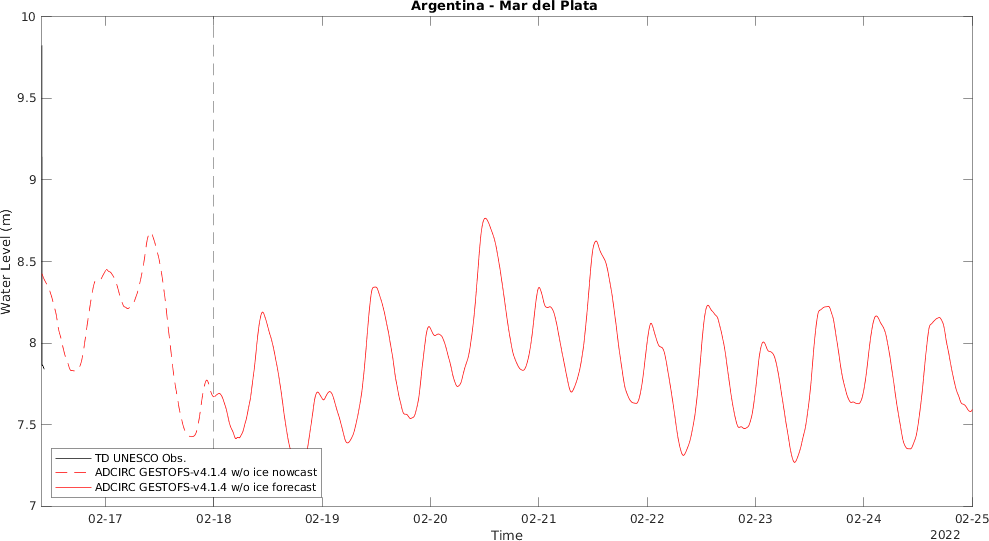 Argentina - Mar del Plata
10
9.5
9
8.5
8
7.5
7
Water Level (m)
TD UNESCO Obs.
ADCIRC GESTOFS-v4.1.4 w/o ice nowcast
ADCIRC GESTOFS-v4.1.4 w/o ice forecast
02-17 02-18 02-19 02-20 02-21 02-22 02-23 02-24 02-25
Time
2022